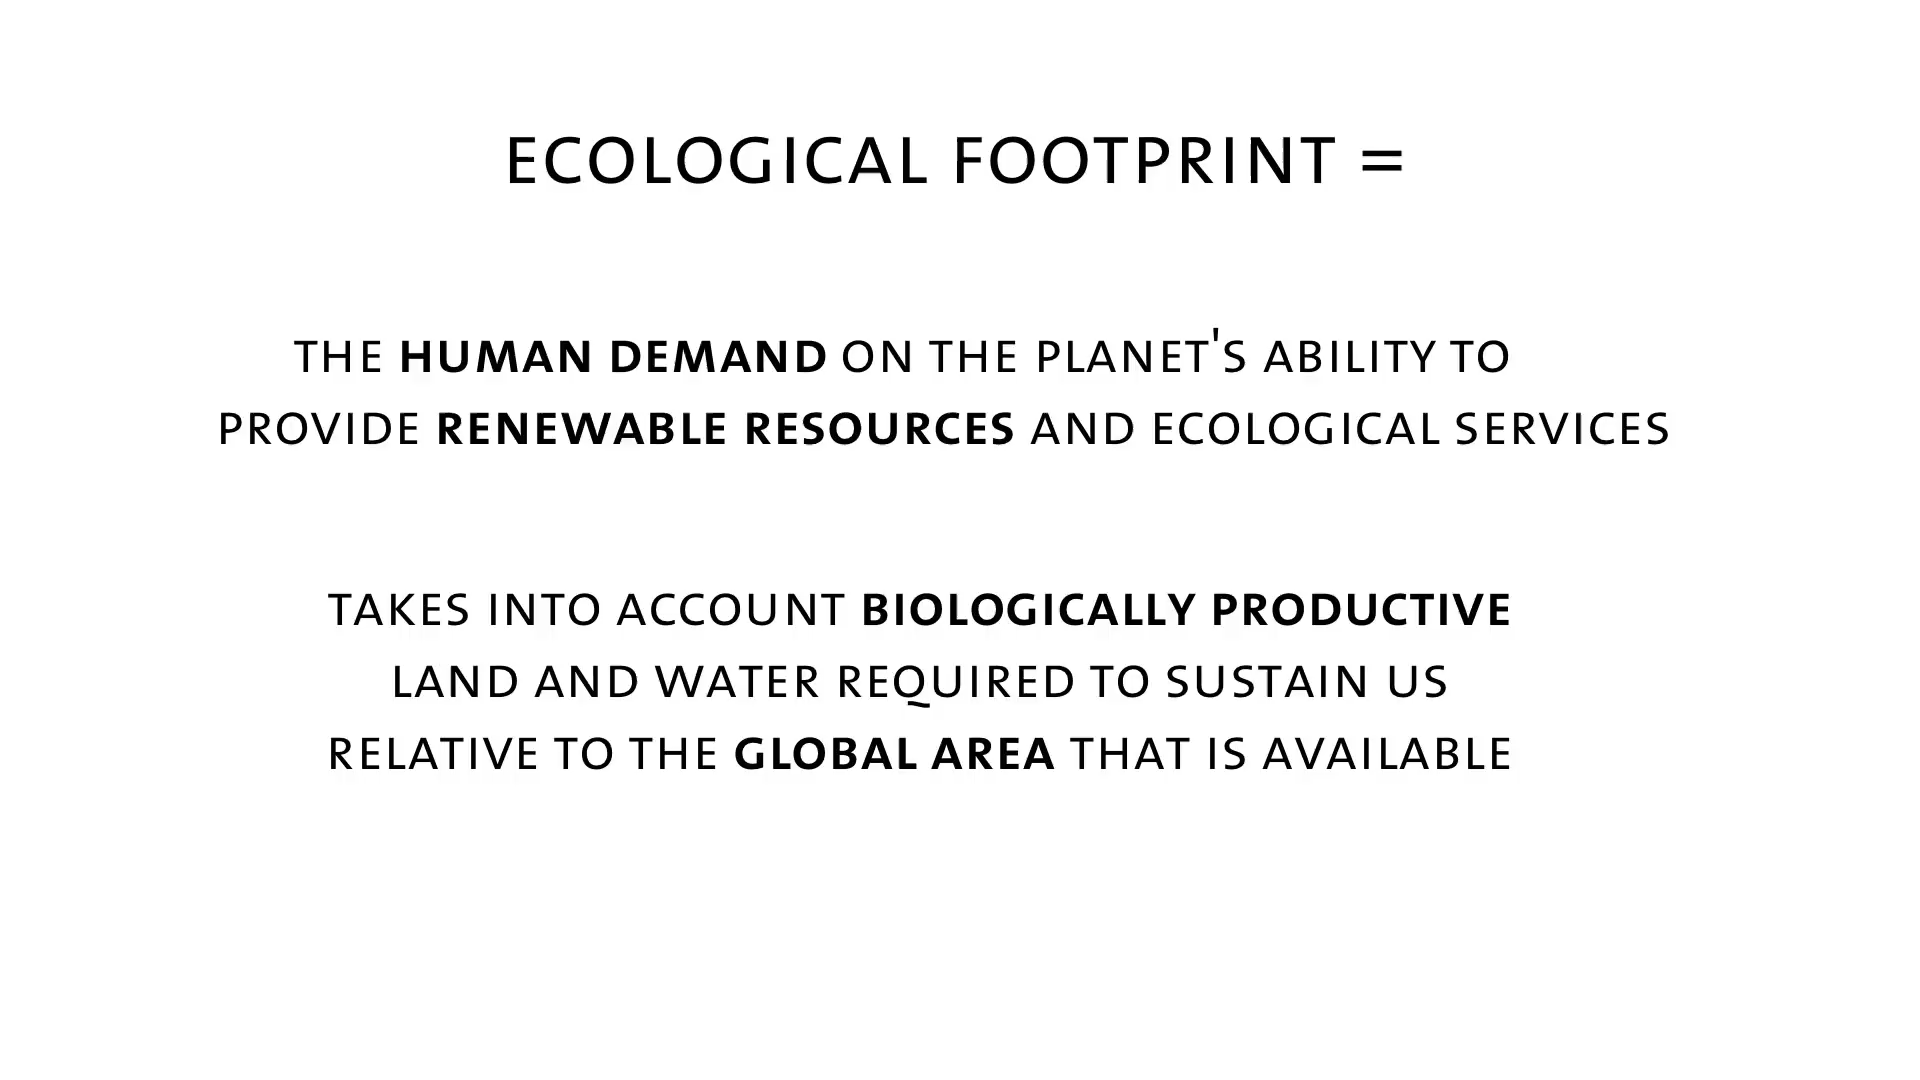 ECOLOGICAL FOOTPRINT =
THE HUMAN DEMAND ON THE PLANET'S ABILITY TO
PROVIDE RENEWABLE RESOURCES AND ECOLOGICAL SERVICES
TAKES INTO ACCOUNT BIOLOGICALLY PRODUCTIVE
LAND AND WATER REQUIRED TO SUSTAIN US
RELATIVE TO THE GLOBAL AREA THAT IS AVAILABLE